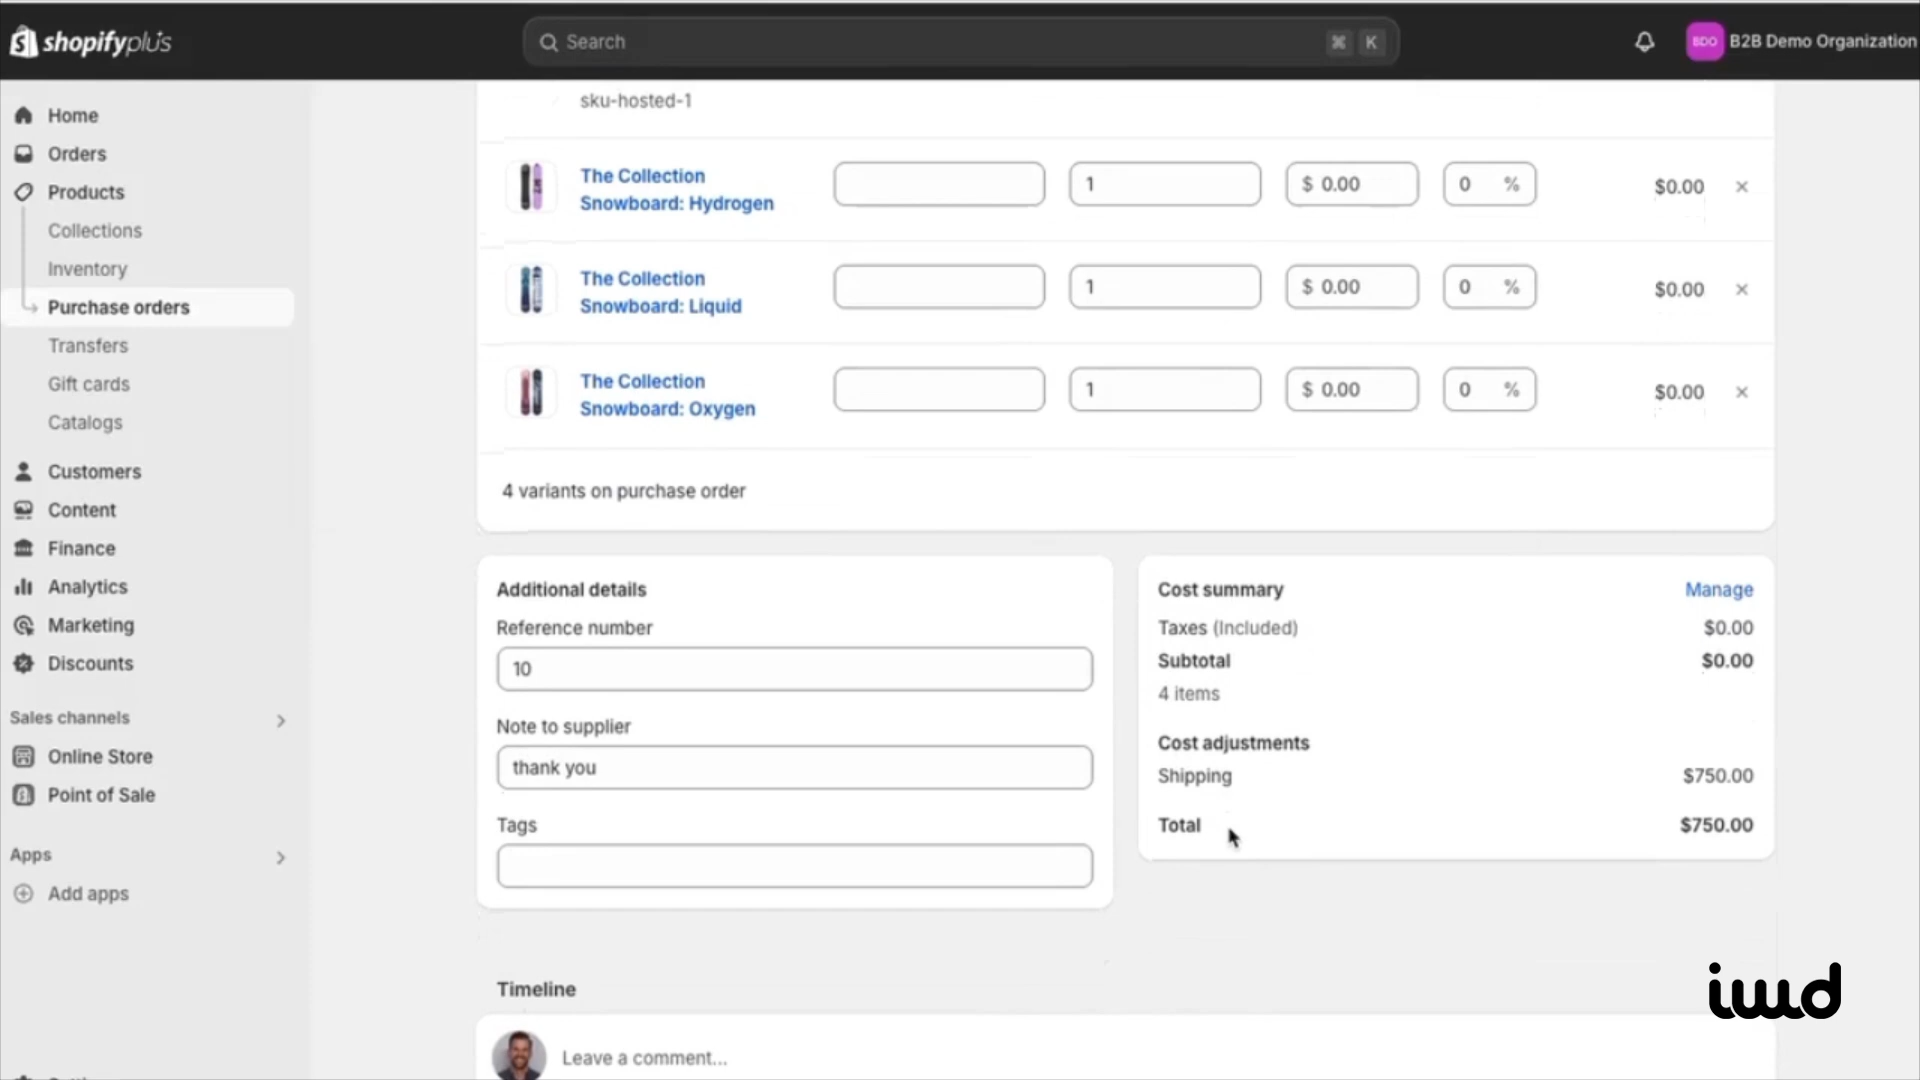 shopifyplus
Search
⌘ K
BDO B2B Demo Organization
Home
Orders
Products
Collections
Inventory
Purchase orders
Transfers
Gift cards
Catalogs
Customers
Content
Finance
Analytics
Marketing
Discounts
Sales channels
Online Store
Point of Sale
Apps
Add apps
sku-hosted-1
The Collection
Snowboard: Hydrogen
1 $ 0.00 0 % $0.00
The Collection
Snowboard: Liquid
1 $ 0.00 0 % $0.00
The Collection
Snowboard: Oxygen
1 $ 0.00 0 % $0.00
4 variants on purchase order
Additional details
Reference number
10
Note to supplier
thank you
Tags
Cost summary Manage
Taxes (Included) $0.00
Subtotal $0.00
4 items
Cost adjustments
Shipping $750.00
Total $750.00
Timeline
Leave a comment...
iwd